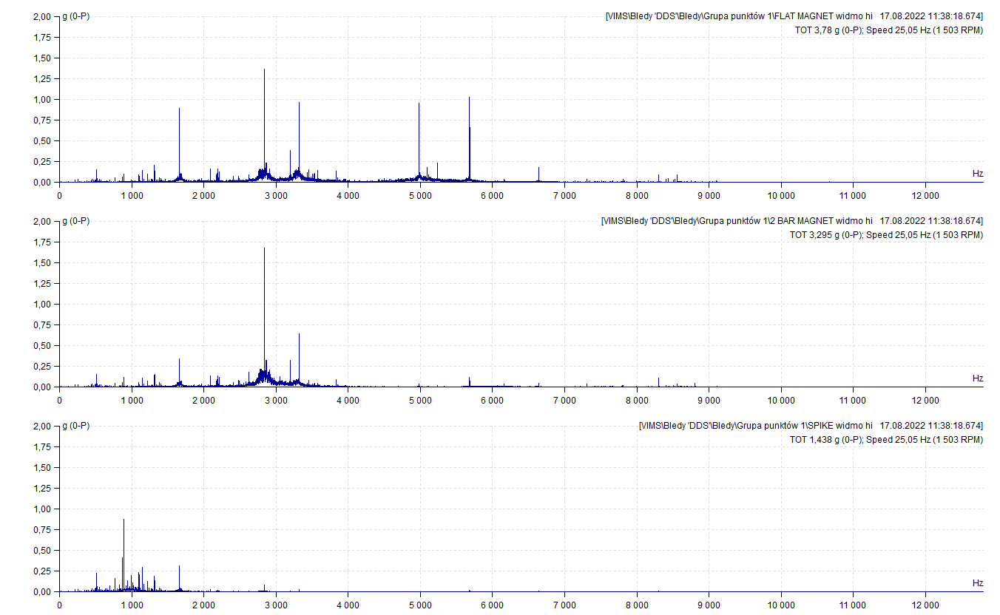 2,00 g (0-P) [VIMS\Bledy 'DDS'\Bledy\Grupa punktów 1\FLAT MAGNET widmo hi 17.08.2022 11:38:18.674]
TOT 3,78 g (0-P); Speed 25,05 Hz (1 503 RPM)
1,75
1,50
1,25
1,00
0,75
0,50
0,25
Hz
0,00
0 1 000 2 000 3 000 4 000 5 000 6 000 7 000 8 000 9 000 10 000 11 000 12 000
2,00 g (0-P) [VIMS\Bledy 'DDS'\Bledy\Grupa punktów 1\2 BAR MAGNET widmo hi 17.08.2022 11:38:18.674]
TOT 3,295 g (0-P); Speed 25,05 Hz (1 503 RPM)
1,75
1,50
1,25
1,00
0,75
0,50
0,25
Hz
0,00
0 1 000 2 000 3 000 4 000 5 000 6 000 7 000 8 000 9 000 10 000 11 000 12 000
2,00 g (0-P) [VIMS\Bledy 'DDS'\Bledy\Grupa punktów 1\SPIKE widmo hi 17.08.2022 11:38:18.674]
TOT 1,438 g (0-P); Speed 25,05 Hz (1 503 RPM)
1,75
1,50
1,25
1,00
0,75
0,50
0,25
Hz
0,00
0 1 000 2 000 3 000 4 000 5 000 6 000 7 000 8 000 9 000 10 000 11 000 12 000